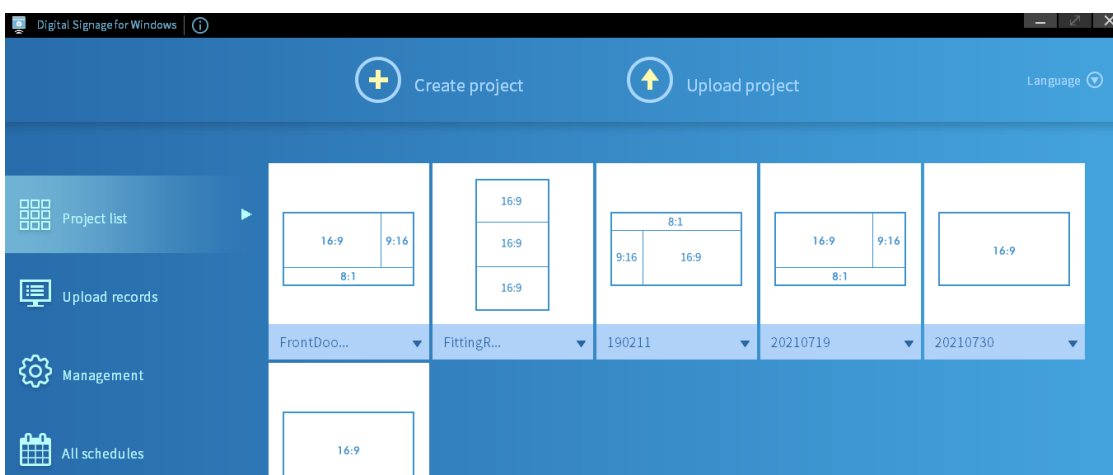 Digital Signage for Windows
Create project
Upload project
Language
Project list
Upload records
Management
All schedules
16:9
9:16
8:1
FrontDoo...
16:9
16:9
16:9
FittingR...
8:1
9:16
16:9
190211
16:9
9:16
8:1
20210719
16:9
20210730
16:9